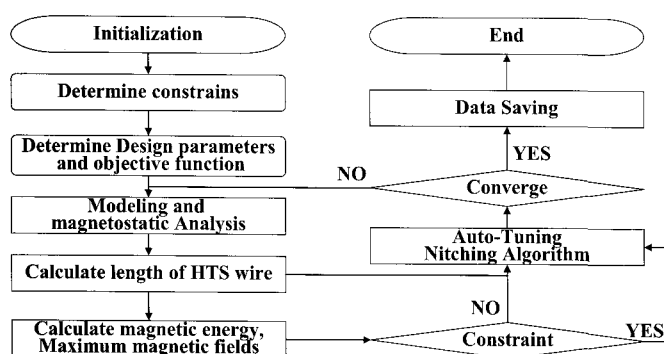 Initialization
Determine constrains
Determine Design parameters
and objective function
Modeling and
magnetostatic Analysis
Calculate length of HTS wire
Calculate magnetic energy,
Maximum magnetic fields
End
Data Saving
YES
NO
Converge
Auto-Tuning
Nitching Algorithm
NO
YES
Constraint